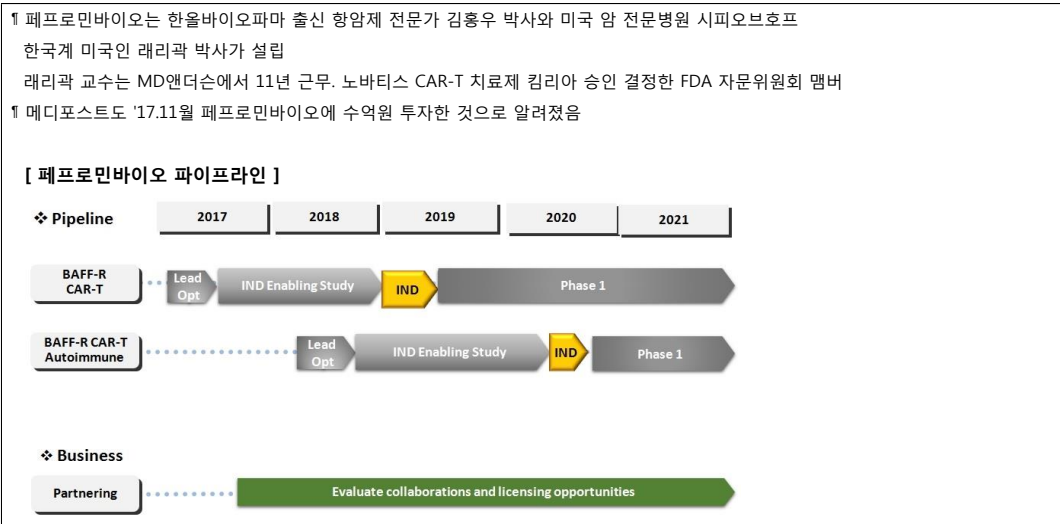 ¶ 페프로민바이오는 한올바이오파마 출신 항암제 전문가 김홍우 박사와 미국 암 전문병원 시피오브호프
한국계 미국인 래리곽 박사가 설립
래리곽 교수는 MD앤더슨에서 11년 근무. 노바티스 CAR-T 치료제 킴리아 승인 결정한 FDA 자문위원회 맴버
¶ 메디포스트도 '17.11월 페프로민바이오에 수억원 투자한 것으로 알려졌음
[ 페프로민바이오 파이프라인 ]
❖ Pipeline 2017 2018 2019 2020 2021
BAFF-R
CAR-T
Lead
Opt
IND Enabling Study
IND
Phase 1
BAFF-R CAR-T
Autoimmune
Lead
Opt
IND Enabling Study
IND
Phase 1
❖ Business
Partnering
Evaluate collaborations and licensing opportunities